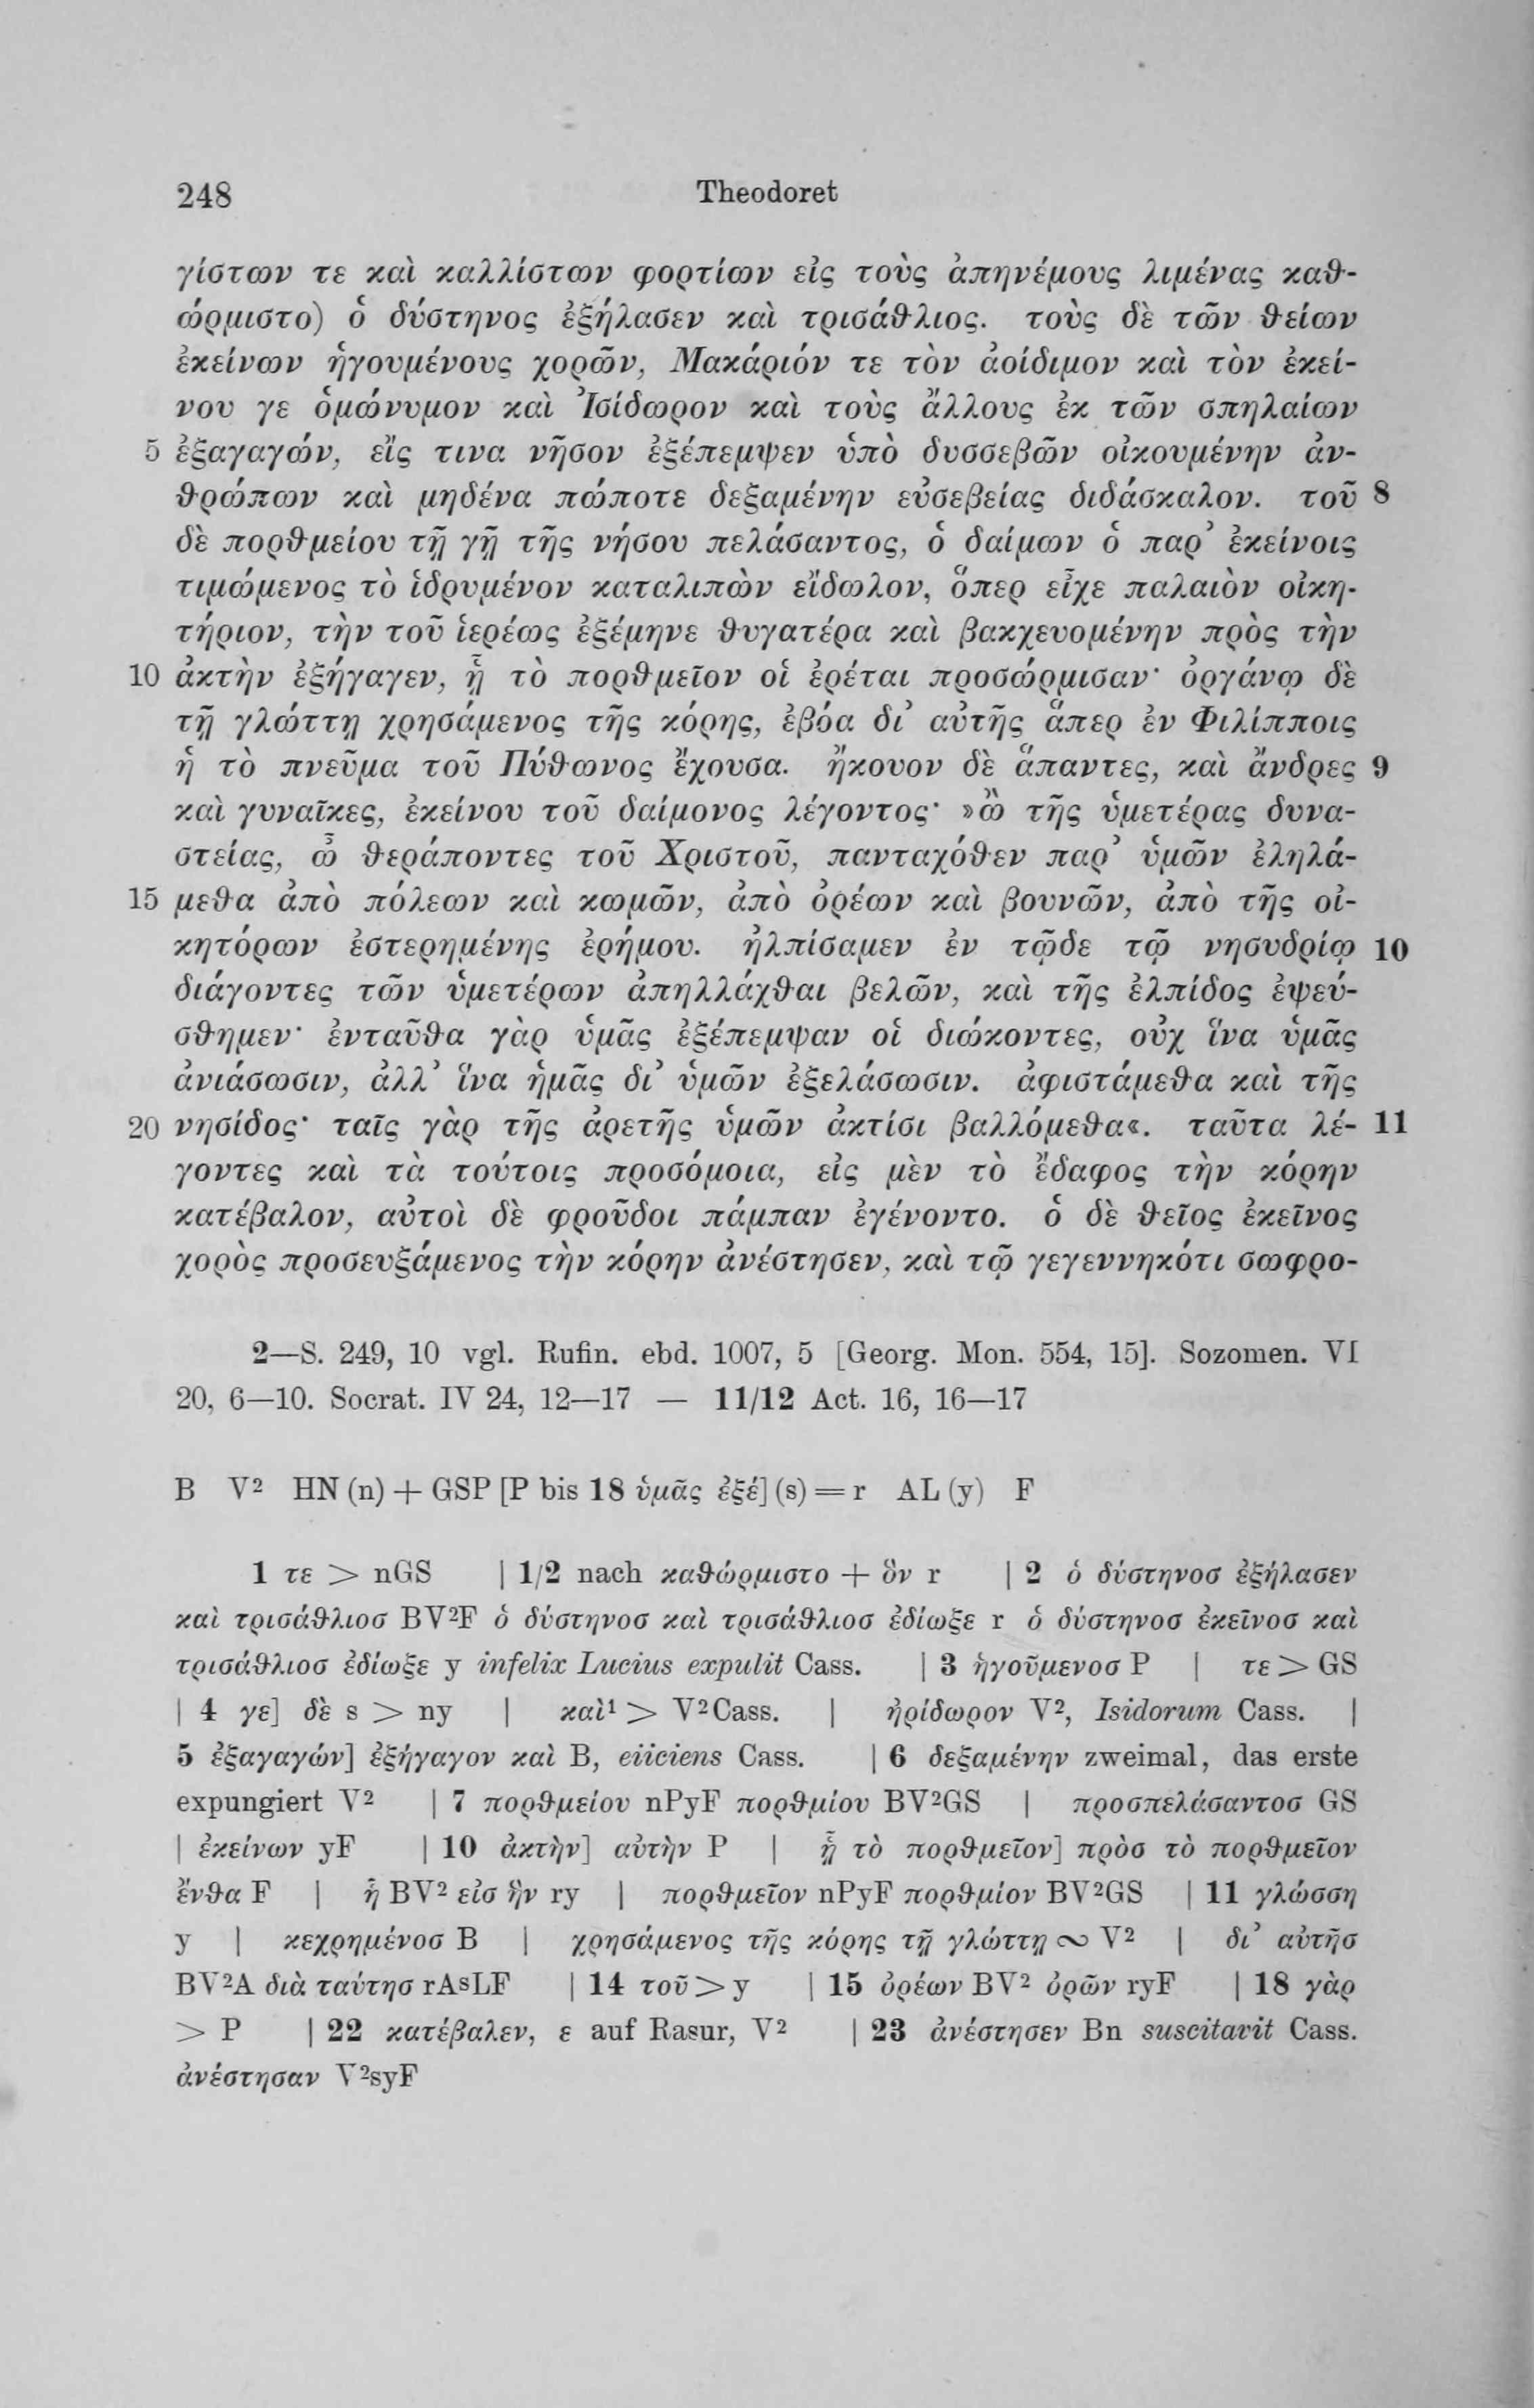 248 Theodoret
γίστων τε καὶ καλλίστων φορτίων εἰς τοὺς ἀπηνέμους λιμένας καθ-
ώρμιστο) ὁ δύστηνος ἐξήλασεν καὶ τρισάθλιος. τοὺς δὲ τῶν θείων
ἐκείνων ἡγουμένους χορῶν, Μακάριόν τε τὸν ἀοίδιμον καὶ τὸν ἐκεί-
νου γε ὁμώνυμον καὶ Ἰσίδωρον καὶ τοὺς ἄλλους ἐκ τῶν σπηλαίων
5 ἐξαγαγών, εἴς τινα νῆσον ἐξέπεμψεν ὑπὸ δυσσεβῶν οἰκουμένην ἀν-
θρώπων καὶ μηδένα πώποτε δεξαμένην εὐσεβείας διδάσκαλον. τοῦ 8
δὲ πορθμείου τῇ γῇ τῆς νήσου πελάσαντος, ὁ δαίμων ὁ παρ' ἐκείνοις
τιμώμενος τὸ ἱδρυμένον καταλιπὼν εἴδωλον, ὅπερ εἶχε παλαιὸν οἰκη-
τήριον, τὴν τοῦ ἱερέως ἐξέμηνε θυγατέρα καὶ βακχευομένην πρὸς τὴν
10 ἀκτὴν ἐξήγαγεν, ᾗ τὸ πορθμεῖον οἱ ἐρέται προσώρμισαν· ὀργάνῳ δὲ
τῇ γλώττῃ χρησάμενος τῆς κόρης, ἐβόα δι' αὐτῆς ἅπερ ἐν Φιλίπποις
ἡ τὸ πνεῦμα τοῦ Πύθωνος ἔχουσα. ἤκουον δὲ ἅπαντες, καὶ ἄνδρες 9
καὶ γυναῖκες, ἐκείνου τοῦ δαίμονος λέγοντος· »ὢ τῆς ὑμετέρας δυνα-
στείας, ὦ θεράποντες τοῦ Χριστοῦ, πανταχόθεν παρ' ὑμῶν ἐληλά-
15 μεθα ἀπὸ πόλεων καὶ κωμῶν, ἀπὸ ὀρέων καὶ βουνῶν, ἀπὸ τῆς οἰ-
κητόρων ἐστερημένης ἐρήμου. ἠλπίσαμεν ἐν τῷδε τῷ νησυδρίῳ 10
διάγοντες τῶν ὑμετέρων ἀπηλλάχθαι βελῶν, καὶ τῆς ἐλπίδος ἐψεύ-
σθημεν· ἐνταῦθα γὰρ ὑμᾶς ἐξέπεμψαν οἱ διώκοντες, οὐχ ἵνα ὑμᾶς
ἀνιάσωσιν, ἀλλ' ἵνα ἡμᾶς δι' ὑμῶν ἐξελάσωσιν. ἀφιστάμεθα καὶ τῆς
20 νησίδος· ταῖς γὰρ τῆς ἀρετῆς ὑμῶν ἀκτίσι βαλλόμεθα«. ταῦτα λέ- 11
γοντες καὶ τὰ τούτοις προσόμοια, εἰς μὲν τὸ ἔδαφος τὴν κόρην
κατέβαλον, αὐτοὶ δὲ φροῦδοι πάμπαν ἐγένοντο. ὁ δὲ θεῖος ἐκεῖνος
χορὸς προσευξάμενος τὴν κόρην ἀνέστησεν, καὶ τῷ γεγεννηκότι σωφρο-
2—S. 249, 10 vgl. Rufin. ebd. 1007, 5 [Georg. Mon. 554, 15]. Sozomen. VI
20, 6—10. Socrat. IV 24, 12—17 — 11/12 Act. 16, 16—17
B V² HN (n) + GSP [P bis 18 ὑμᾶς ἐξέ] (s) = r AL (y) F
1 τε > nGS | 1/2 nach καθώρμιστο + ὃν r | 2 ὁ δύστηνοσ ἐξήλασεν
καὶ τρισάθλιοσ BV²F ὁ δύστηνοσ καὶ τρισάθλιοσ ἐδίωξε r ὁ δύστηνοσ ἐκεῖνοσ καὶ
τρισάθλιοσ ἐδίωξε y infelix Lucius expulit Cass. | 3 ἡγοῦμενοσ P | τε > GS
| 4 γε] δὲ s > ny | καὶ¹ > V²Cass. | ἠρίδωρον V², Isidorum Cass. |
5 ἐξαγαγών] ἐξήγαγον καὶ B, eiiciens Cass. | 6 δεξαμένην zweimal, das erste
expungiert V² | 7 πορθμείου nPyF πορθμίου BV²GS | προσπελάσαντοσ GS
| ἐκείνων yF | 10 ἀκτὴν] αὐτὴν P | ᾗ τὸ πορθμεῖον] πρὸσ τὸ πορθμεῖον
ἔνθα F | ἦ BV² εἰσ ἣν ry | πορθμεῖον nPyF πορθμίον BV²GS | 11 γλώσση
y | κεχρημένοσ B | χρησάμενος τῆς κόρης τῇ γλώττῃ ∾ V² | δι' αὐτῆσ
BV²A διὰ ταύτησ rAˢLF | 14 τοῦ > y | 15 ὀρέων BV² ὀρῶν ryF | 18 γὰρ
> P | 22 κατέβαλεν, ε auf Rasur, V² | 23 ἀνέστησεν Bn suscitavit Cass.
ἀνέστησαν V²syF